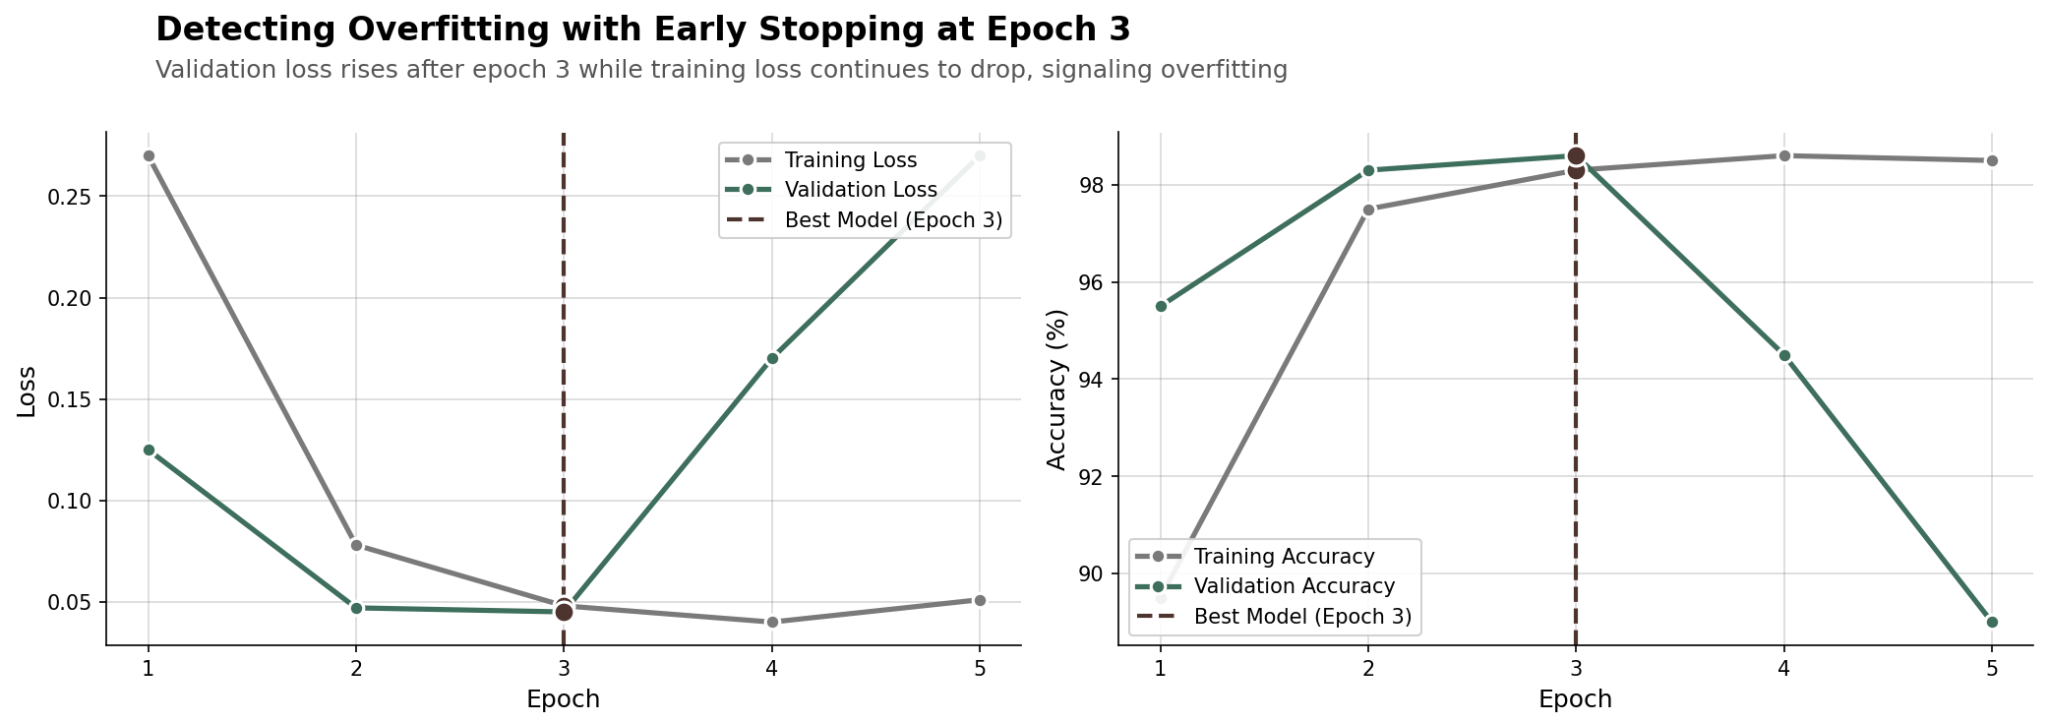 Detecting Overfitting with Early Stopping at Epoch 3
Validation loss rises after epoch 3 while training loss continues to drop, signaling overfitting
Loss
0.25
0.20
0.15
0.10
0.05
Training Loss
Validation Loss
Best Model (Epoch 3)
1 2 3 4 5
Epoch
Accuracy (%)
98
96
94
92
90
Training Accuracy
Validation Accuracy
Best Model (Epoch 3)
1 2 3 4 5
Epoch